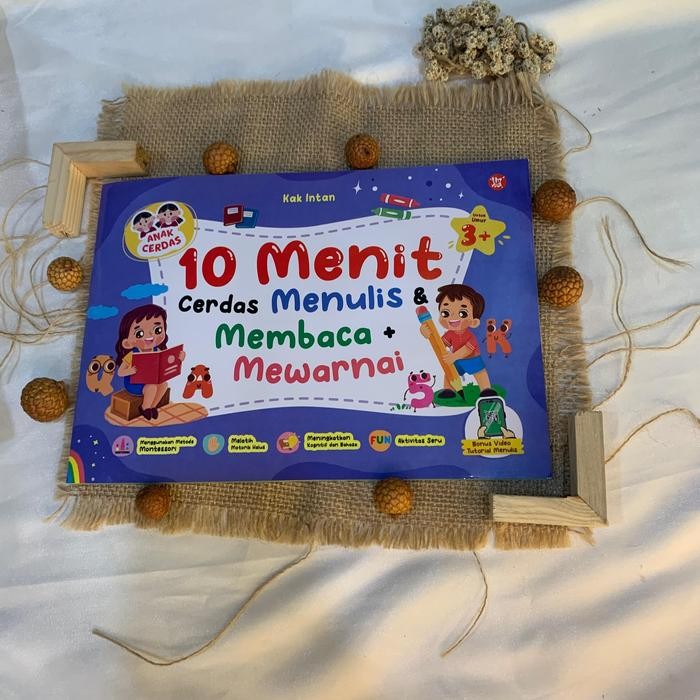 Kak Intan
ANAK
CERDAS
Untuk
Umur
3+
10 Menit
Cerdas Menulis &
Membaca +
Mewarnai
Menggunakan Metode
Montessori
Melatih
Motorik Halus
Meningkatkan
Kognitif dan Bahasa
FUN
Aktivitas Seru
Bonus Video
Tutorial Menulis